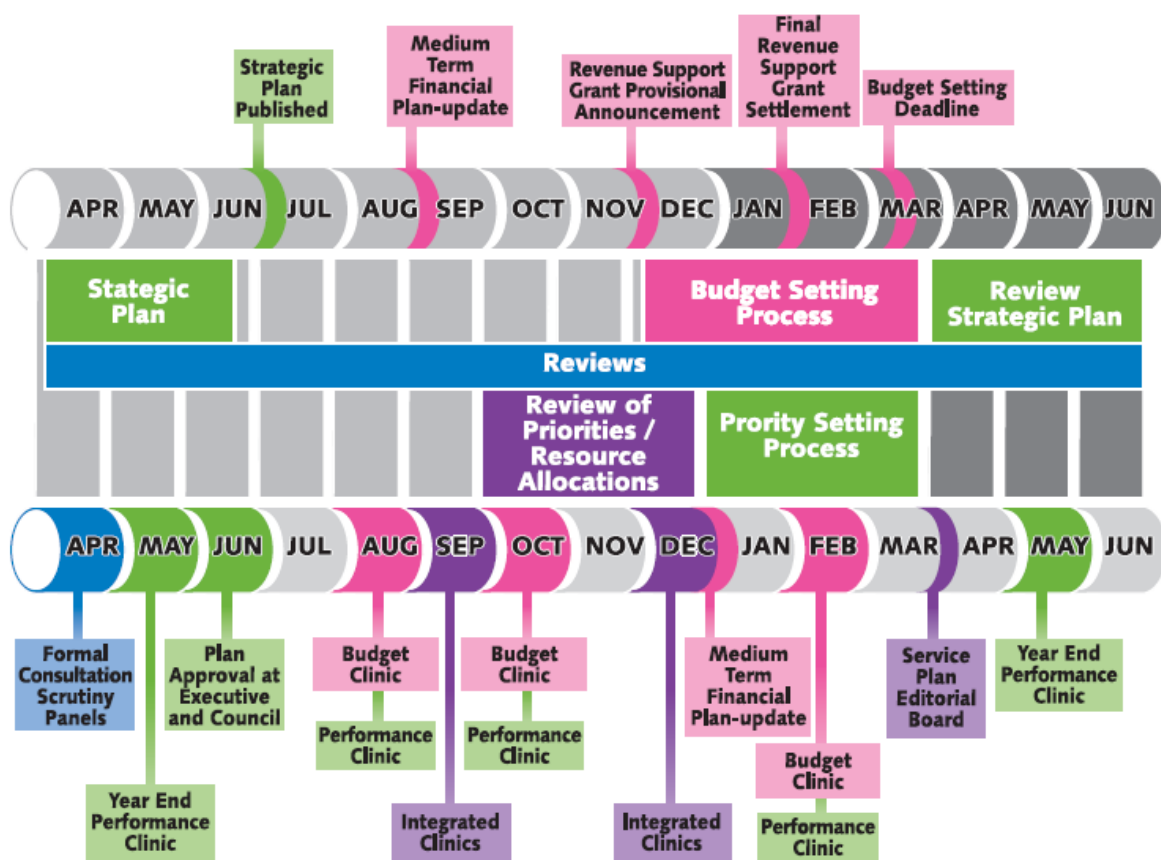 Strategic
Plan
Published
Medium
Term
Financial
Plan-update
Revenue Support
Grant Provisional
Announcement
Final
Revenue
Support
Grant
Settlement
Budget Setting
Deadline
APR MAY JUN JUL AUG SEP OCT NOV DEC JAN FEB MAR APR MAY JUN
Stategic
Plan
Budget Setting
Process
Review
Strategic Plan
Reviews
Review of
Priorities /
Resource
Allocations
Prority Setting
Process
APR MAY JUN JUL AUG SEP OCT NOV DEC JAN FEB MAR APR MAY JUN
Formal
Consultation
Scrutiny
Panels
Year End
Performance
Clinic
Plan
Approval at
Executive
and Council
Budget
Clinic
Performance
Clinic
Integrated
Clinics
Budget
Clinic
Performance
Clinic
Integrated
Clinics
Medium
Term
Financial
Plan-update
Budget
Clinic
Performance
Clinic
Service
Plan
Editorial
Board
Year End
Performance
Clinic